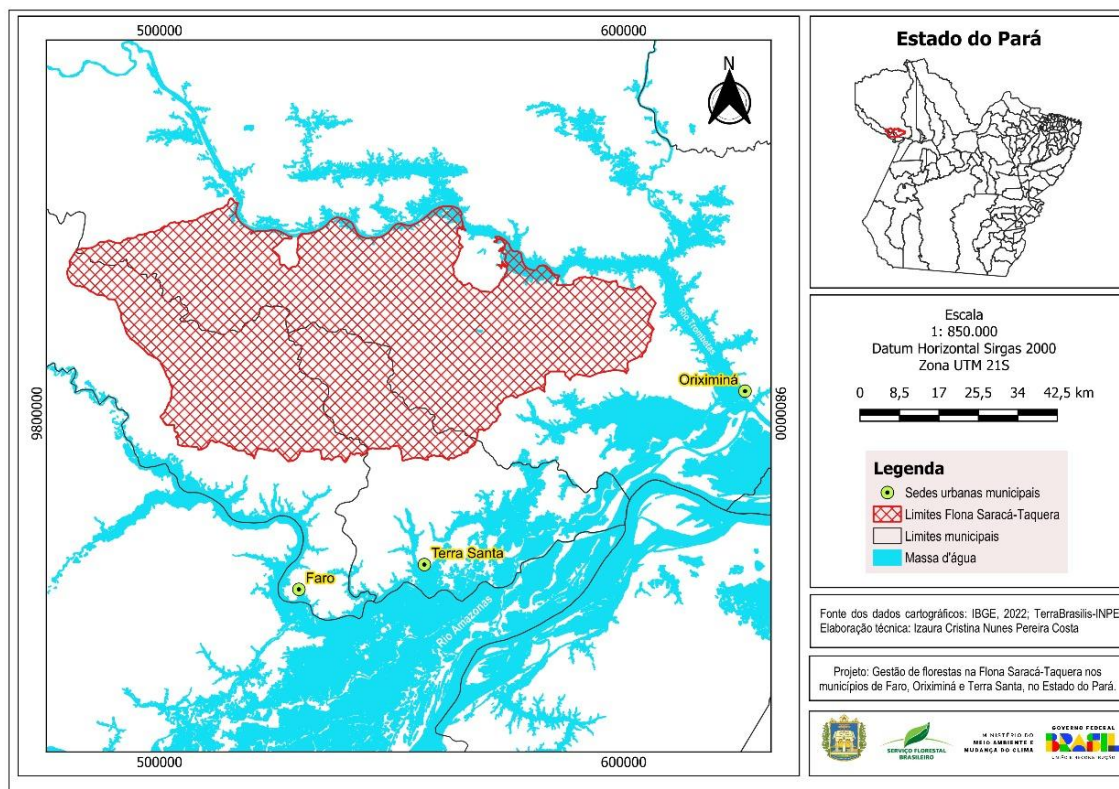 500000
600000
N
9800000
9800000
Rio Trombetas
Oriximiná
Terra Santa
Faro
Rio Amazonas
500000
600000
Estado do Pará
Escala
1: 850.000
Datum Horizontal Sirgas 2000
Zona UTM 21S
0 8,5 17 25,5 34 42,5 km
Legenda
Sedes urbanas municipais
Limites Flona Saracá-Taquera
Limites municipais
Massa d'água
Fonte dos dados cartográficos: IBGE, 2022; TerraBrasilis-INPE
Elaboração técnica: Izaura Cristina Nunes Pereira Costa
Projeto: Gestão de florestas na Flona Saracá-Taquera nos
municípios de Faro, Oriximiná e Terra Santa, no Estado do Pará.
SERVIÇO FLORESTAL
BRASILEIRO
MINISTÉRIO DO
MEIO AMBIENTE E
MUDANÇA DO CLIMA
GOVERNO FEDERAL
BRASIL
UNIÃO E RECONSTRUÇÃO